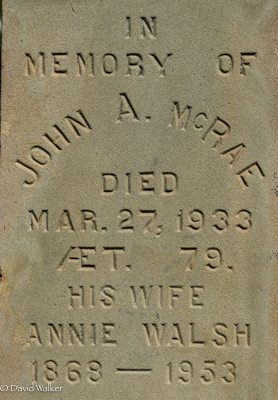 IN
MEMORY OF
JOHN A. McRAE
DIED
MAR. 27, 1933
ÆT. 79.
HIS WIFE
ANNIE WALSH
1868 — 1953
©David Walker